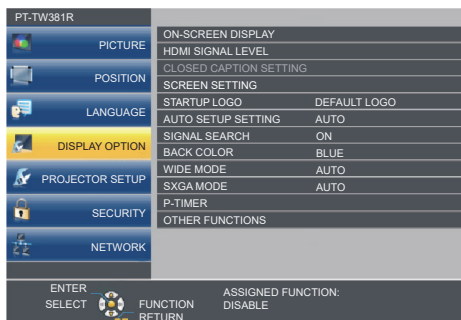 PT-TW381R
PICTURE
POSITION
LANGUAGE
DISPLAY OPTION
PROJECTOR SETUP
SECURITY
NETWORK
ON-SCREEN DISPLAY
HDMI SIGNAL LEVEL
CLOSED CAPTION SETTING
SCREEN SETTING
STARTUP LOGO DEFAULT LOGO
AUTO SETUP SETTING AUTO
SIGNAL SEARCH ON
BACK COLOR BLUE
WIDE MODE AUTO
SXGA MODE AUTO
P-TIMER
OTHER FUNCTIONS
ENTER
SELECT
FUNCTION
RETURN
ASSIGNED FUNCTION:
DISABLE